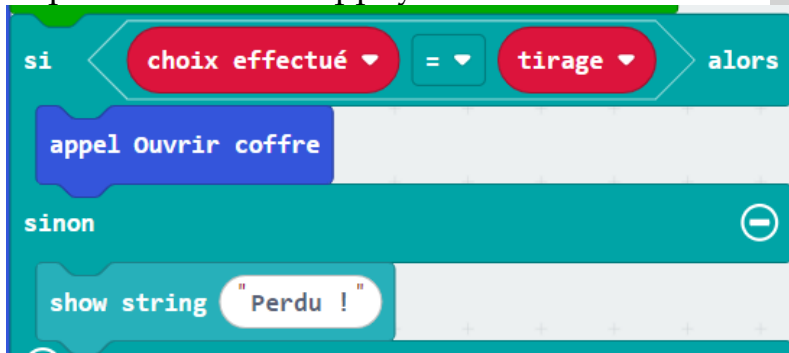 si choix effectué = tirage alors
appel Ouvrir coffre
sinon
show string "Perdu !"